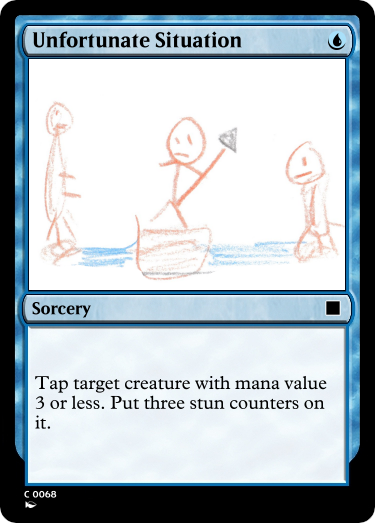 Unfortunate Situation
Sorcery
Tap target creature with mana value
3 or less. Put three stun counters on
it.
C 0068